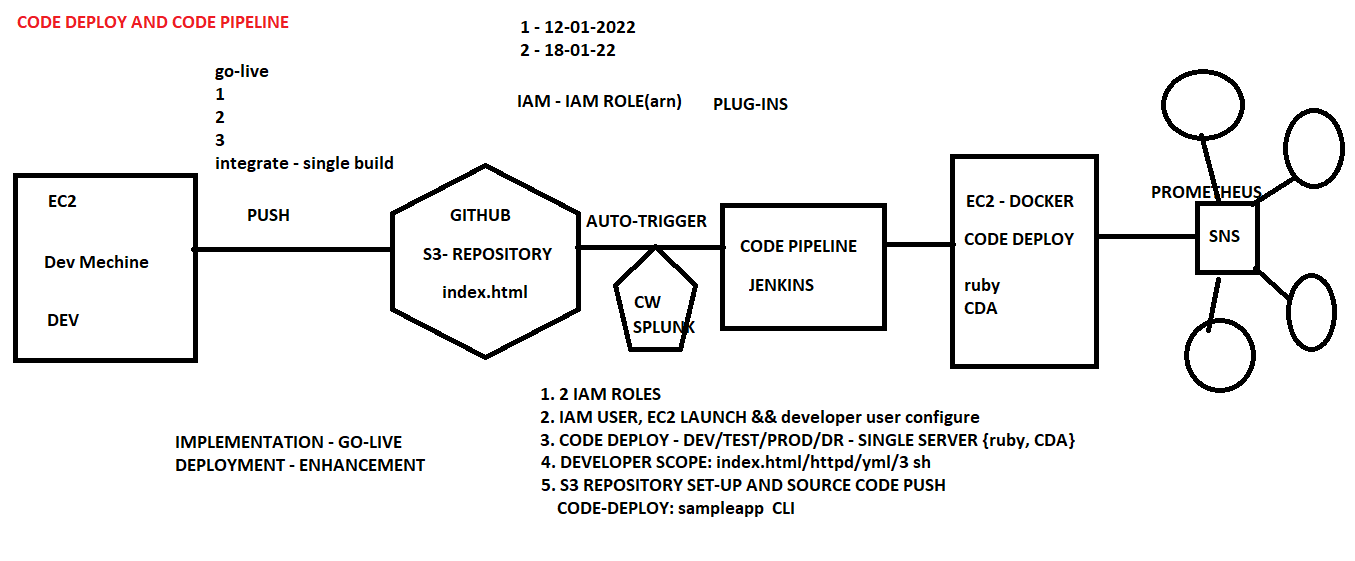 CODE DEPLOY AND CODE PIPELINE
1 - 12-01-2022
2 - 18-01-22
go-live
1
2
3
integrate - single build
IAM - IAM ROLE(arn)
PLUG-INS
EC2
Dev Mechine
DEV
PUSH
GITHUB
S3- REPOSITORY
index.html
AUTO-TRIGGER
CW
SPLUNK
CODE PIPELINE
JENKINS
EC2 - DOCKER
CODE DEPLOY
ruby
CDA
PROMETHEUS
SNS
1. 2 IAM ROLES
2. IAM USER, EC2 LAUNCH && developer user configure
3. CODE DEPLOY - DEV/TEST/PROD/DR - SINGLE SERVER {ruby, CDA}
4. DEVELOPER SCOPE: index.html/httpd/yml/3 sh
5. S3 REPOSITORY SET-UP AND SOURCE CODE PUSH
CODE-DEPLOY: sampleapp CLI
IMPLEMENTATION - GO-LIVE
DEPLOYMENT - ENHANCEMENT